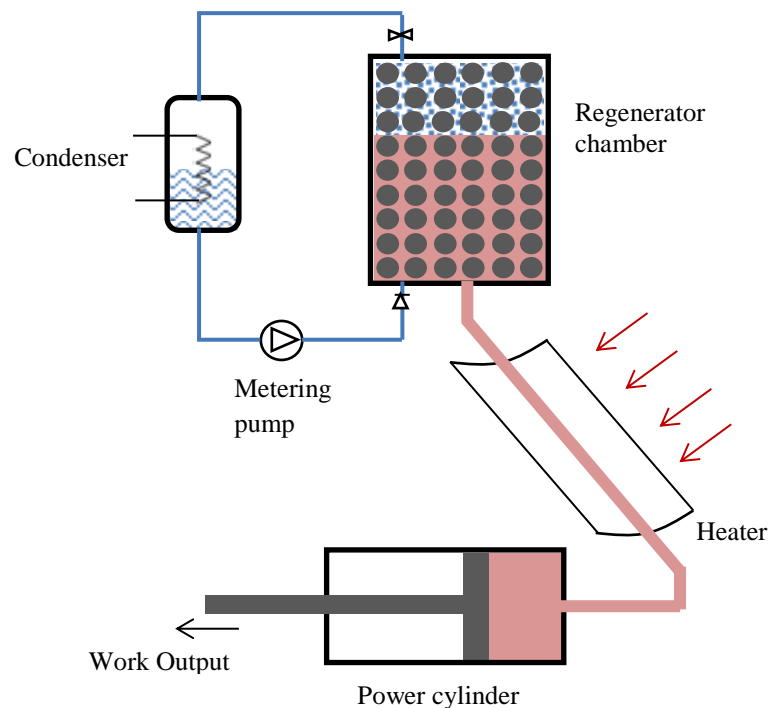 Regenerator
chamber
Condenser
Metering
pump
Heater
Work Output
Power cylinder